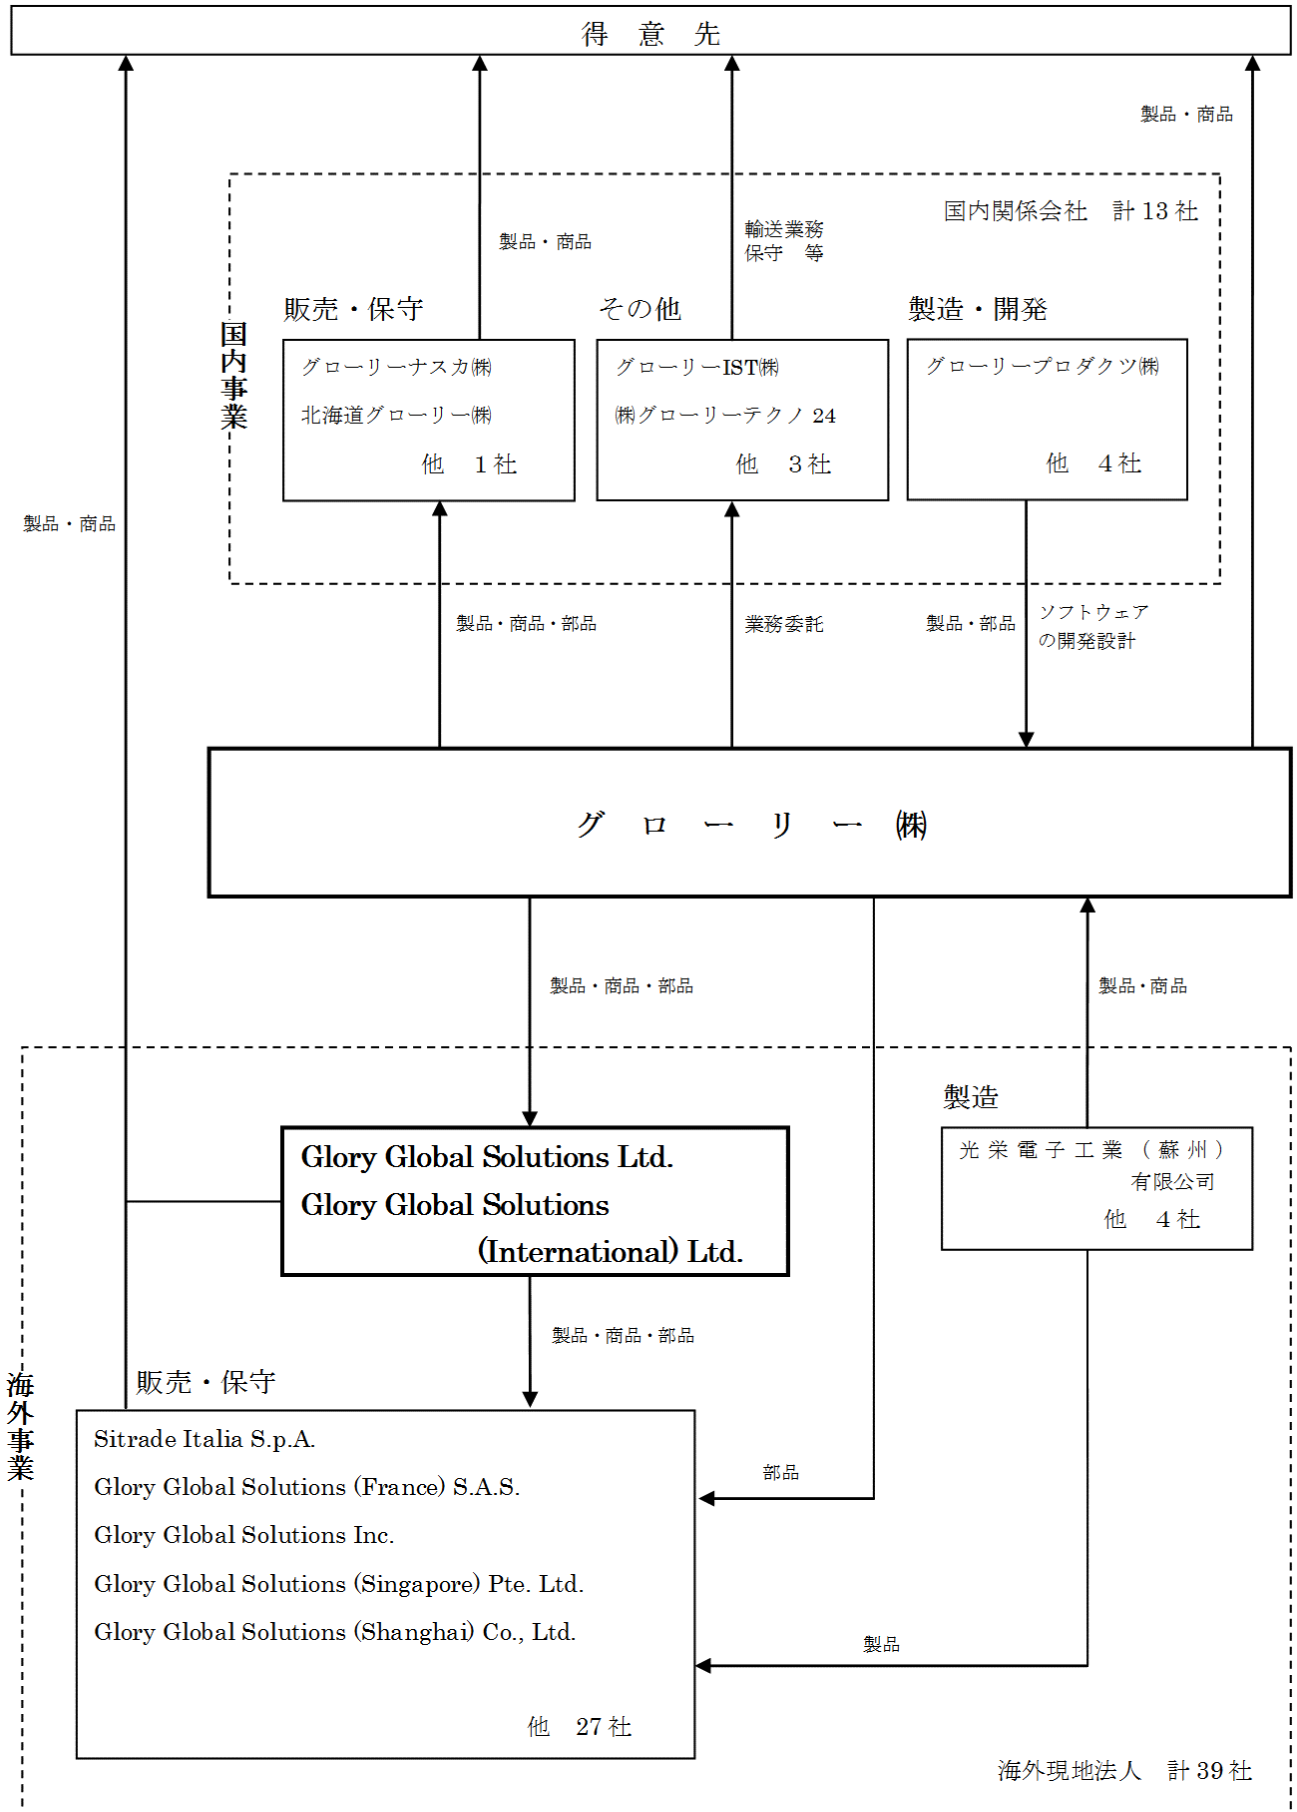 得意先
製品・商品
国内関係会社　計 13 社
輸送業務
保守　等
製品・商品
販売・保守
その他
製造・開発
国内事業
グローリーナスカ㈱
北海道グローリー㈱
他　1 社
グローリーIST㈱
㈱グローリーテクノ 24
他　3 社
グローリープロダクツ㈱
他　4 社
製品・商品
製品・商品・部品
業務委託
製品・部品
ソフトウェア
の開発設計
グローリー㈱
製品・商品・部品
製品・商品
製造
光栄電子工業（蘇州）
有限公司
他　4 社
Glory Global Solutions Ltd.
Glory Global Solutions
(International) Ltd.
製品・商品・部品
海外事業
販売・保守
Sitrade Italia S.p.A.
Glory Global Solutions (France) S.A.S.
Glory Global Solutions Inc.
Glory Global Solutions (Singapore) Pte. Ltd.
Glory Global Solutions (Shanghai) Co., Ltd.
他　27 社
部品
製品
海外現地法人　計 39 社